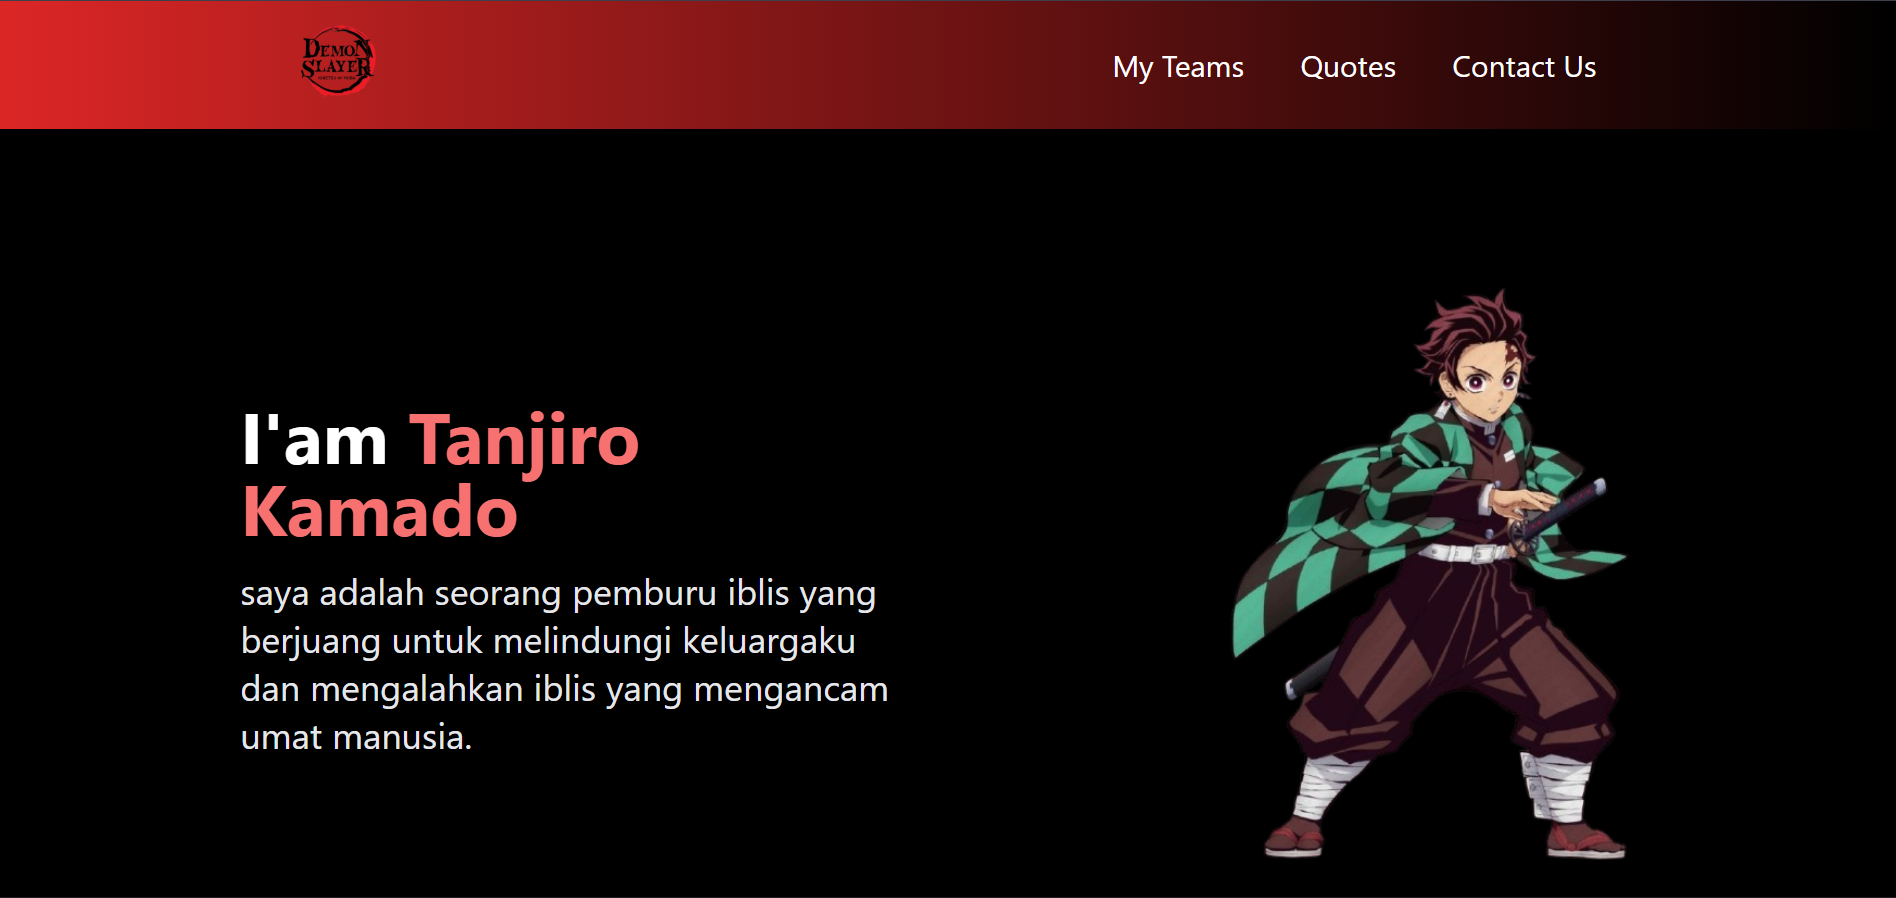 DEMON
SLAYER
My Teams
Quotes
Contact Us
I'am Tanjiro
Kamado
saya adalah seorang pemburu iblis yang
berjuang untuk melindungi keluargaku
dan mengalahkan iblis yang mengancam
umat manusia.